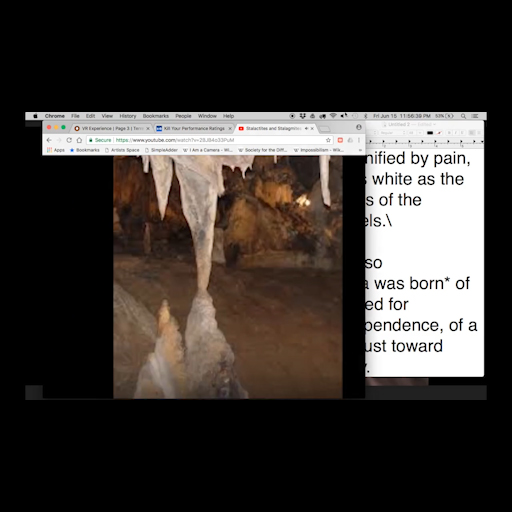 Chrome File Edit View History Bookmarks People Window Help Fri Jun 15 11:56:38 PM
VR Experience | Page 3 | Kill Your Performance Ratings Stalactites and Stalagmites
Secure https://www.youtube.com/watch?v=
Apps Bookmarks Artists SimpleAdder I Am a Camera - Wi... Society for the Diff... Impossibilism - Wik...
nified by pain,
s white as the
s of the
els.\
so
a was born* of
ed for
pendence, of a
ust toward